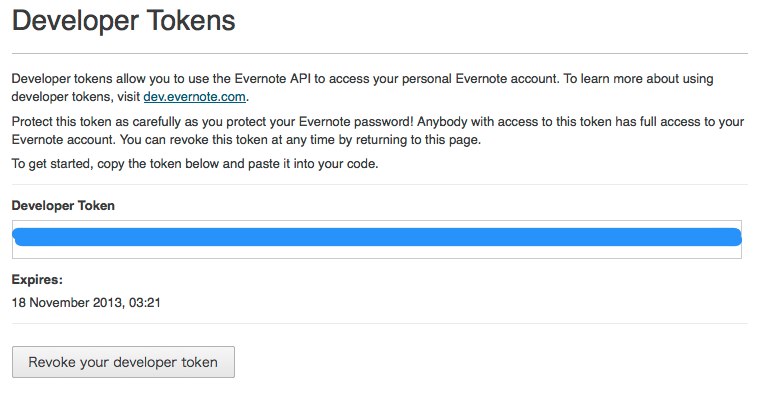 Developer Tokens
Developer tokens allow you to use the Evernote API to access your personal Evernote account. To learn more about using
developer tokens, visit dev.evernote.com.
Protect this token as carefully as you protect your Evernote password! Anybody with access to this token has full access to your
Evernote account. You can revoke this token at any time by returning to this page.
To get started, copy the token below and paste it into your code.
Developer Token
Expires:
18 November 2013, 03:21
Revoke your developer token